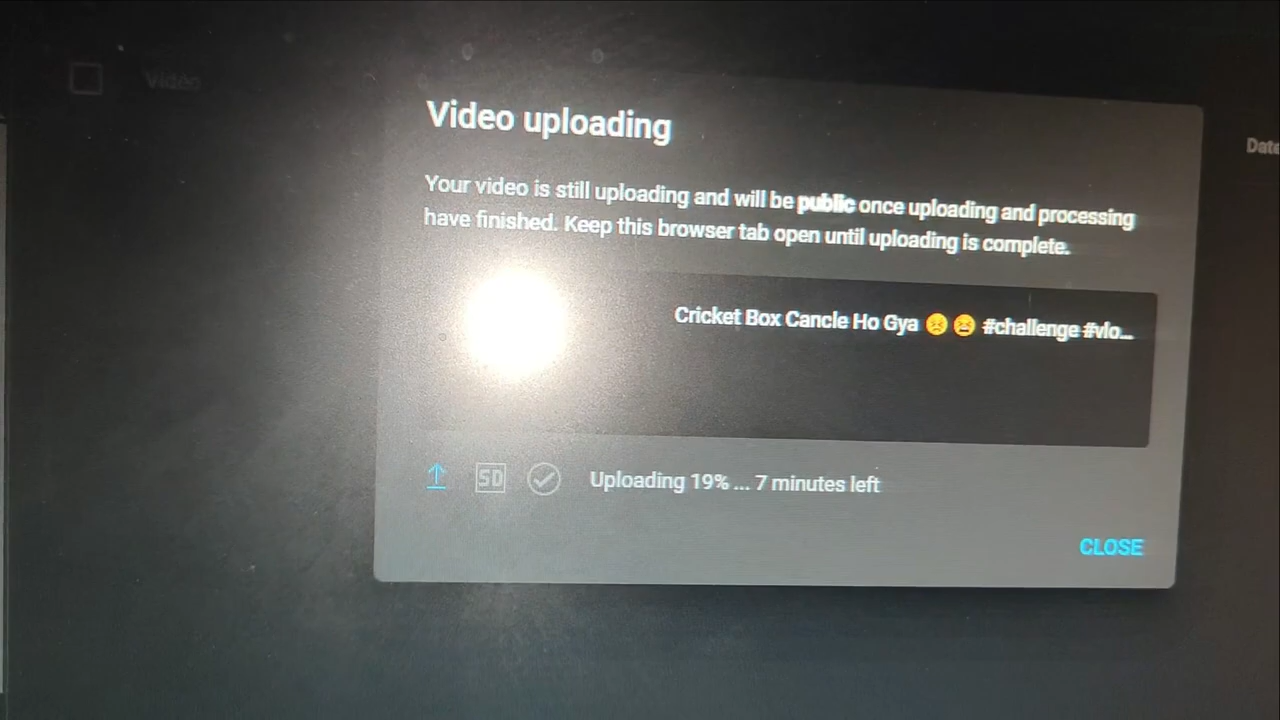 Video
Date
Video uploading
Your video is still uploading and will be public once uploading and processing
have finished. Keep this browser tab open until uploading is complete.
Cricket Box Cancle Ho Gya 😣😆 #challenge #vlo...
SD
Uploading 19% ... 7 minutes left
CLOSE